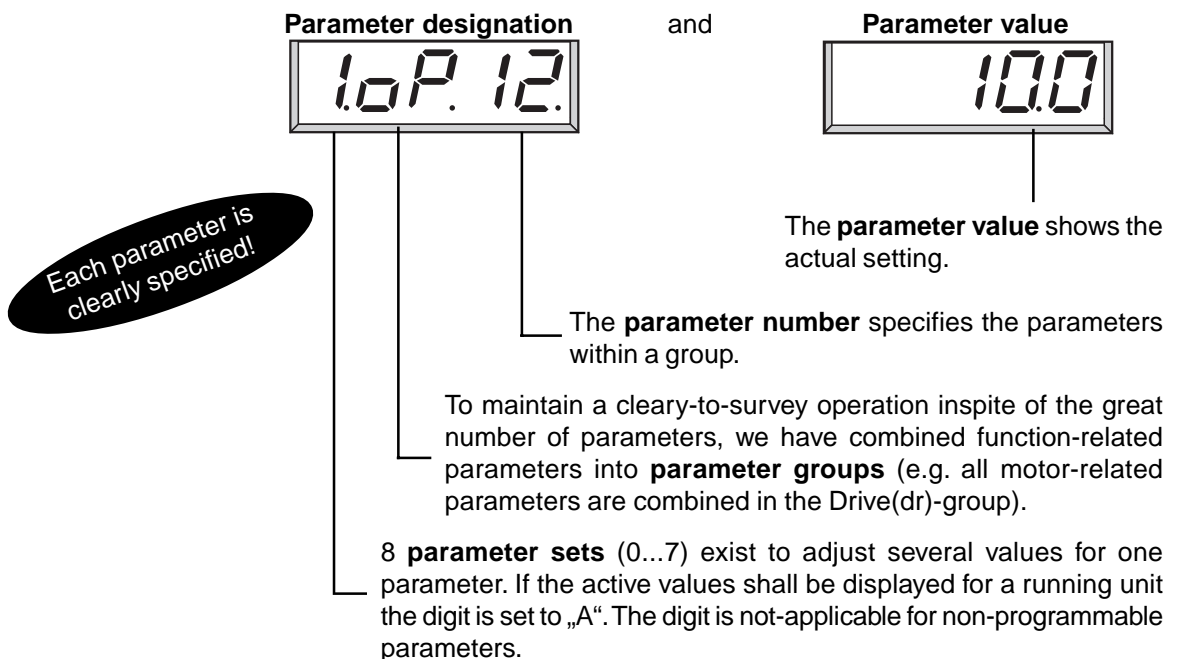 Parameter designation and Parameter value
1.oP. 12. 10.0
Each parameter is
clearly specified!
The parameter value shows the
actual setting.
The parameter number specifies the parameters
within a group.
To maintain a cleary-to-survey operation inspite of the great
number of parameters, we have combined function-related
parameters into parameter groups (e.g. all motor-related
parameters are combined in the Drive(dr)-group).
8 parameter sets (0...7) exist to adjust several values for one
parameter. If the active values shall be displayed for a running unit
the digit is set to „A“. The digit is not-applicable for non-programmable
parameters.